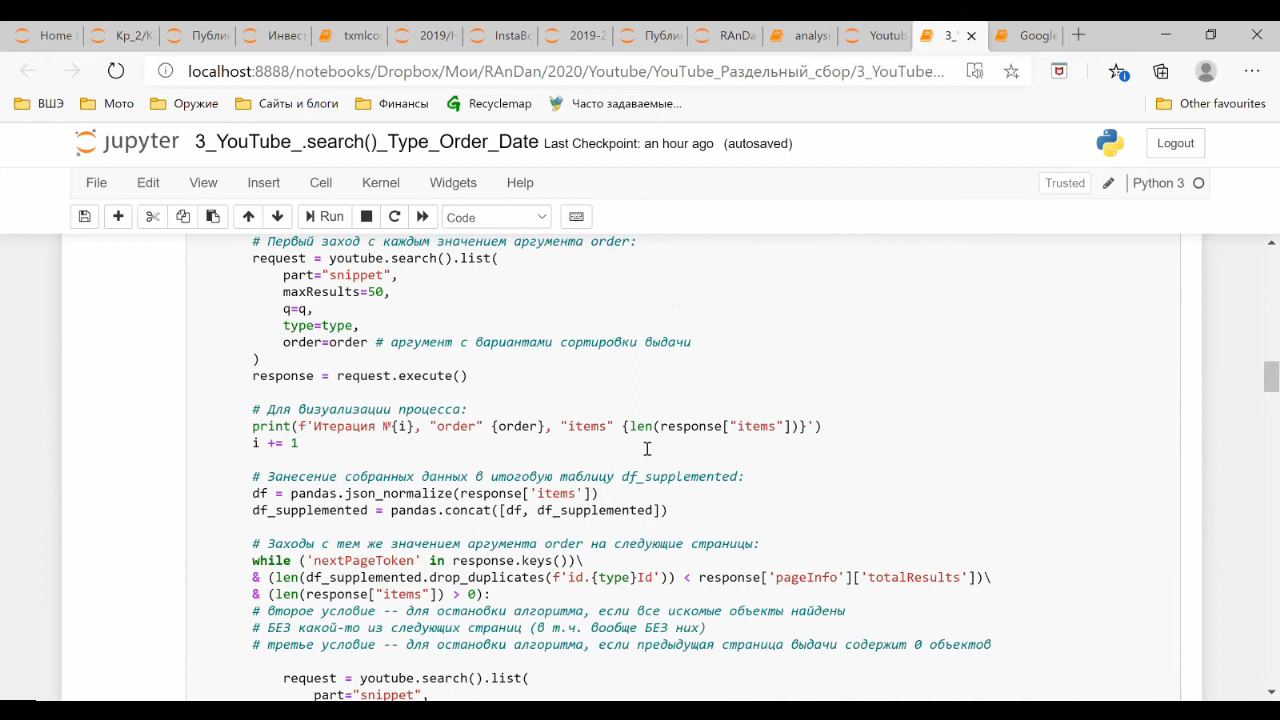 Home
Кр_2/К
Публи
Инвест
txmlcor
2019/Н
InstaBo
2019-2
Публи
RAnDa
analysi
Youtub
3_
Google
localhost:8888/notebooks/Dropbox/Мои/RAnDan/2020/Youtube/YouTube_Раздельный_сбор/3_YouTube...
ВШЭ Мото Оружие Сайты и блоги Финансы Recyclemap Часто задаваемые... Other favourites
jupyter 3_YouTube_.search()_Type_Order_Date Last Checkpoint: an hour ago (autosaved) Logout
File Edit View Insert Cell Kernel Widgets Help Trusted Python 3
Run Code
# Первый заход с каждым значением аргумента order:
request = youtube.search().list(
part="snippet",
maxResults=50,
q=q,
type=type,
order=order # аргумент с вариантами сортировки выдачи
)
response = request.execute()
# Для визуализации процесса:
print(f'Итерация №{i}, "order" {order}, "items" {len(response["items"])}')
i += 1
# Занесение собранных данных в итоговую таблицу df_supplemented:
df = pandas.json_normalize(response['items'])
df_supplemented = pandas.concat([df, df_supplemented])
# Заходы с тем же значением аргумента order на следующие страницы:
while ('nextPageToken' in response.keys())\
& (len(df_supplemented.drop_duplicates(f'id.{type}Id')) < response['pageInfo']['totalResults'])\
& (len(response["items"]) > 0):
# второе условие -- для остановки алгоритма, если все искомые объекты найдены
# БЕЗ какой-то из следующих страниц (в т.ч. вообще БЕЗ них)
# третье условие -- для остановки алгоритма, если предыдущая страница выдачи содержит 0 объектов
request = youtube.search().list(
part="snippet",